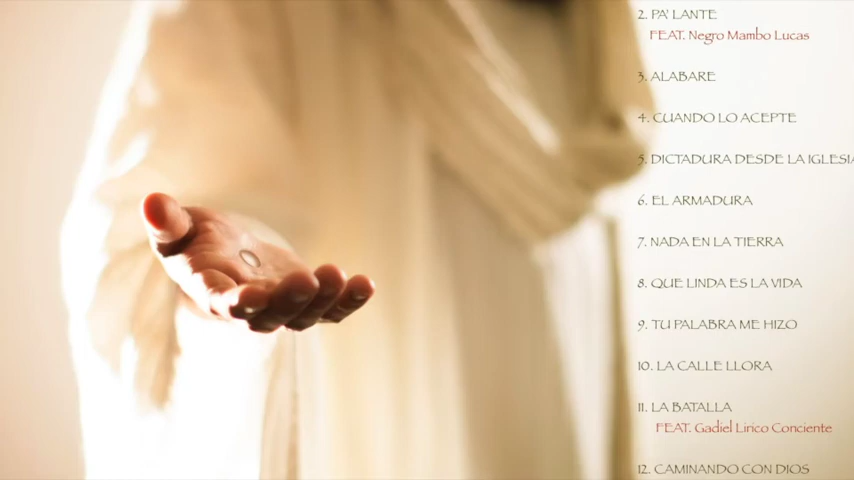 2. PA' LANTE
FEAT. Negro Mambo Lucas
3. ALABARE
4. CUANDO LO ACEPTE
5. DICTADURA DESDE LA IGLESIA
6. EL ARMADURA
7. NADA EN LA TIERRA
8. QUE LINDA ES LA VIDA
9. TU PALABRA ME HIZO
10. LA CALLE LLORA
11. LA BATALLA
FEAT. Gadiel Lirico Conciente
12. CAMINANDO CON DIOS